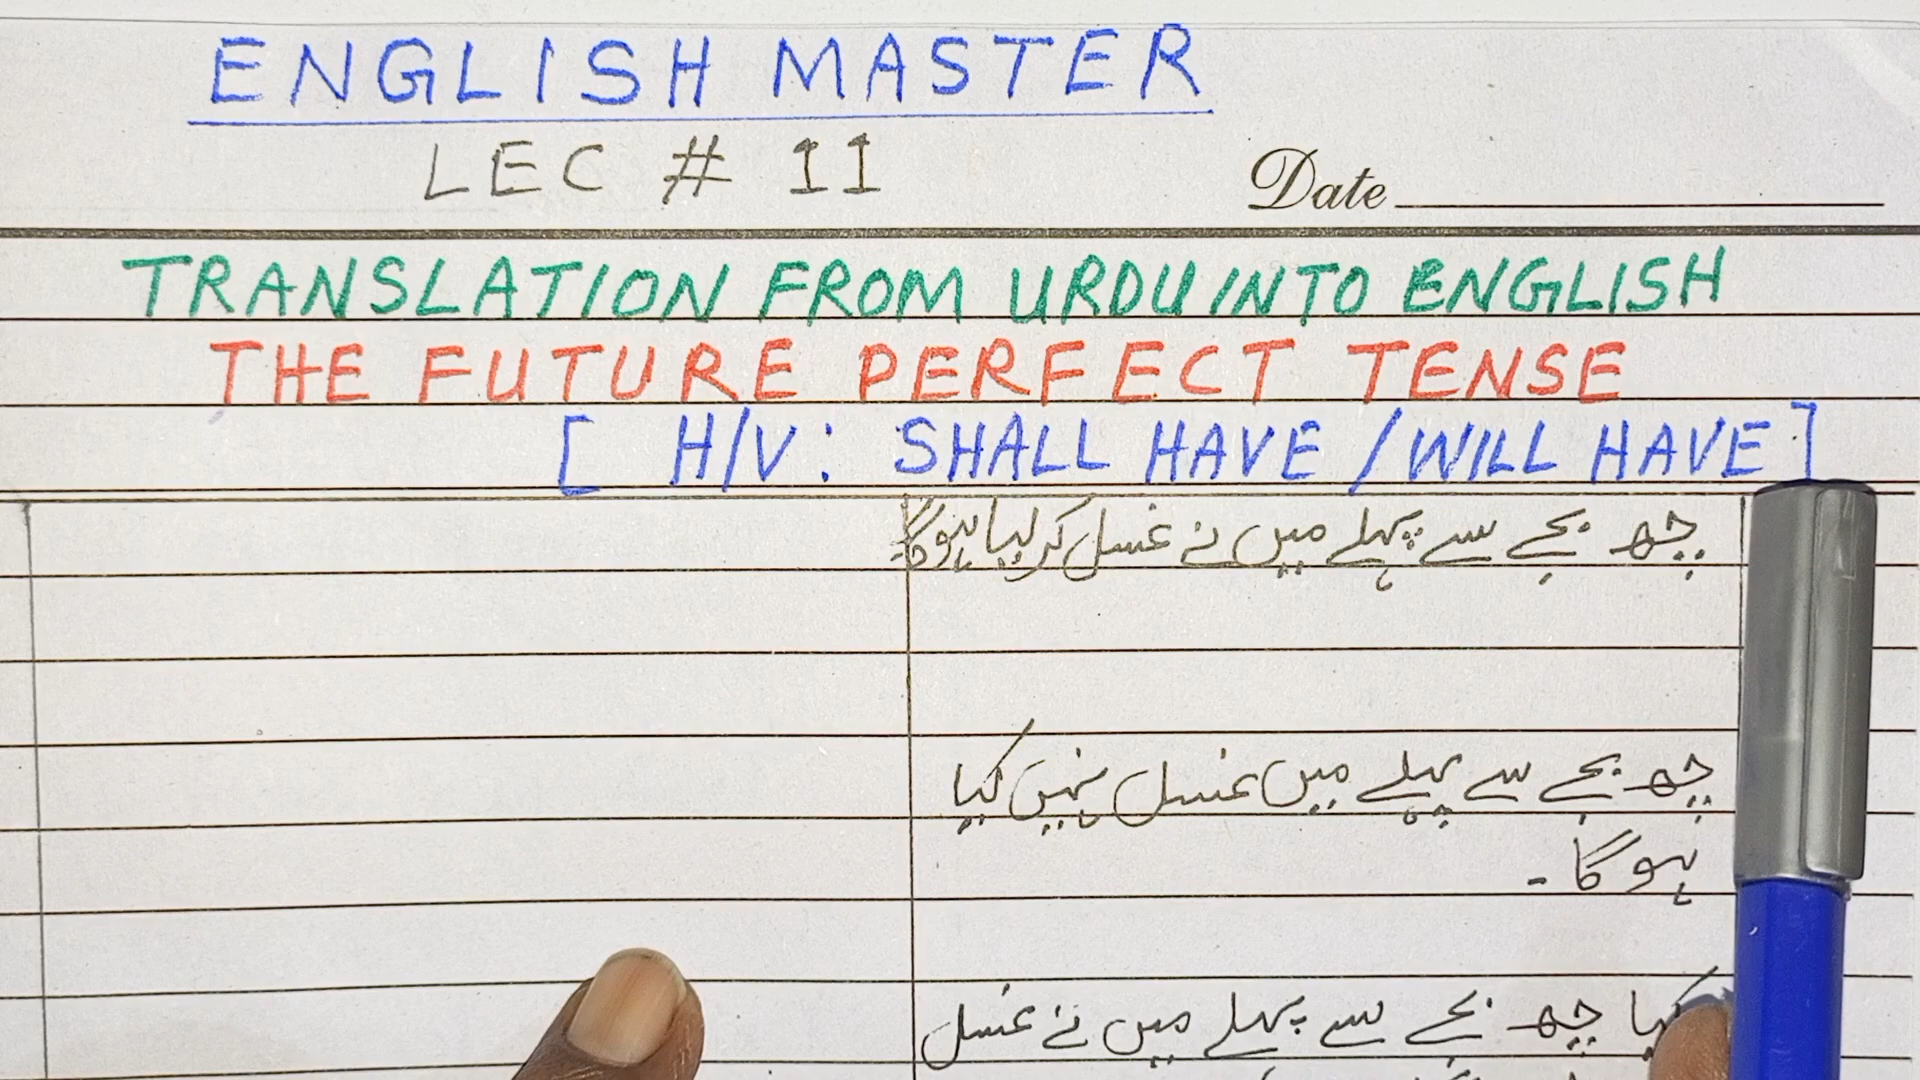 ENGLISH MASTER
LEC # 11
Date
TRANSLATION FROM URDU INTO ENGLISH
THE FUTURE PERFECT TENSE
[ H/V: SHALL HAVE / WILL HAVE ]
چھ بجے سے پہلے میں نے غسل کر لیا ہوگا۔
چھ بجے سے پہلے میں غسل نہیں کیا
ہوگا۔
کیا چھ بجے سے پہلے میں نے غسل